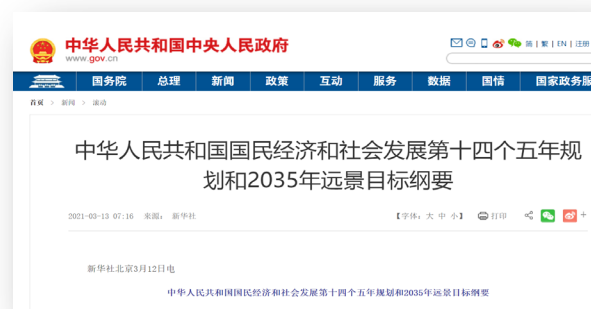 中华人民共和国中央人民政府
www.gov.cn
简 | 繁 | EN | 注册
国务院 总理 新闻 政策 互动 服务 数据 国情 国家政务服
首页 > 新闻 > 滚动
中华人民共和国国民经济和社会发展第十四个五年规
划和2035年远景目标纲要
2021-03-13 07:16 来源: 新华社 【字体: 大 中 小】 打印
新华社北京3月12日电
中华人民共和国国民经济和社会发展第十四个五年规划和2035年远景目标纲要